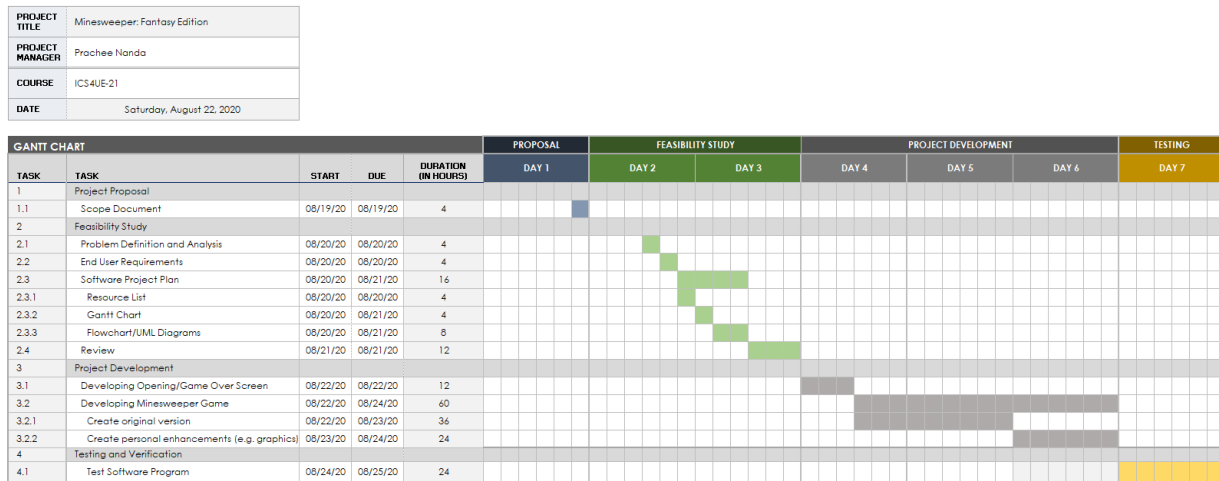 PROJECT TITLE Minesweeper: Fantasy Edition
PROJECT MANAGER Prachee Nanda
COURSE ICS4UE-21
DATE Saturday, August 22, 2020
GANTT CHART PROPOSAL FEASIBILITY STUDY PROJECT DEVELOPMENT TESTING
TASK TASK START DUE DURATION (IN HOURS) DAY 1 DAY 2 DAY 3 DAY 4 DAY 5 DAY 6 DAY 7
1 Project Proposal
1.1 Scope Document 08/19/20 08/19/20 4
2 Feasibility Study
2.1 Problem Definition and Analysis 08/20/20 08/20/20 4
2.2 End User Requirements 08/20/20 08/20/20 4
2.3 Software Project Plan 08/20/20 08/21/20 16
2.3.1 Resource List 08/20/20 08/20/20 4
2.3.2 Gantt Chart 08/20/20 08/21/20 4
2.3.3 Flowchart/UML Diagrams 08/20/20 08/21/20 8
2.4 Review 08/21/20 08/21/20 12
3 Project Development
3.1 Developing Opening/Game Over Screen 08/22/20 08/22/20 12
3.2 Developing Minesweeper Game 08/22/20 08/24/20 60
3.2.1 Create original version 08/22/20 08/23/20 36
3.2.2 Create personal enhancements (e.g. graphics) 08/23/20 08/24/20 24
4 Testing and Verification
4.1 Test Software Program 08/24/20 08/25/20 24